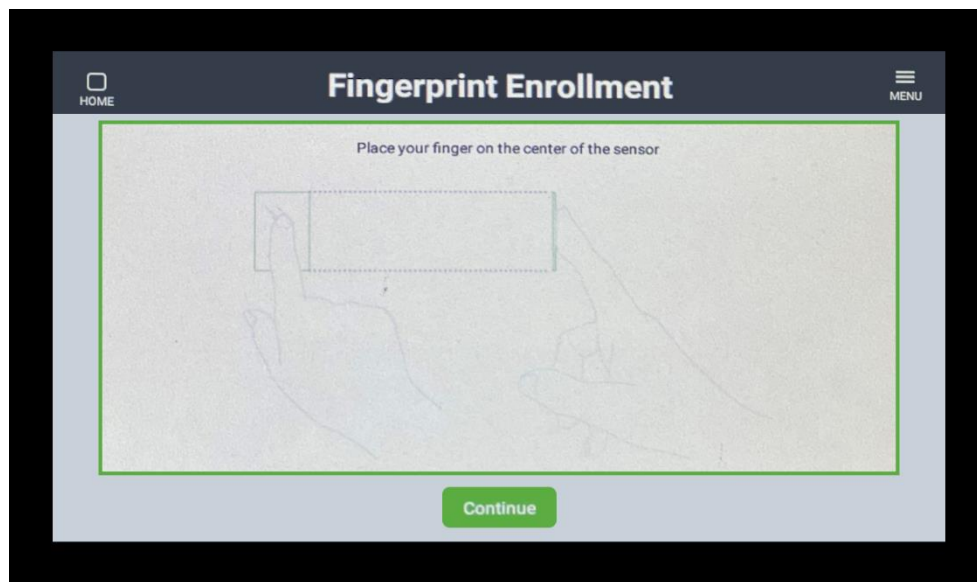 HOME
Fingerprint Enrollment
MENU
Place your finger on the center of the sensor
Continue